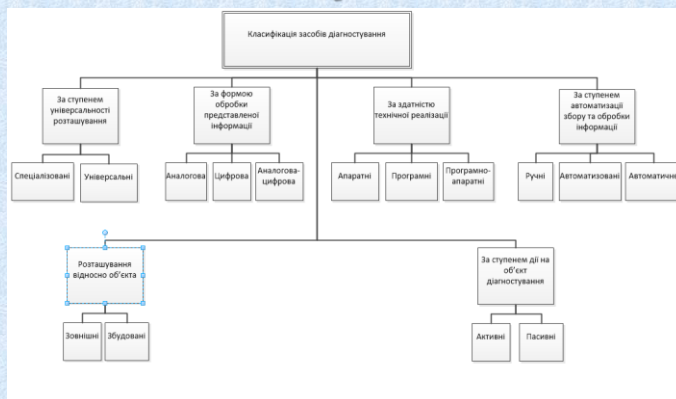 Класифікація засобів діагностування
За ступенем
універсальності
розташування
За формою
обробки
представленої
інформації
За здатністю
технічної реалізації
За ступенем
автоматизації
збору та обробки
інформації
Спеціалізовані
Універсальні
Аналогова
Цифрова
Аналогова-
цифрова
Апаратні
Програмні
Програмно-
апаратні
Ручні
Автоматизовані
Автоматичні
Розташування
відносно об'єкта
За ступенем дії на
об'єкт
діагностування
Зовнішні
Збудовані
Активні
Пасивні